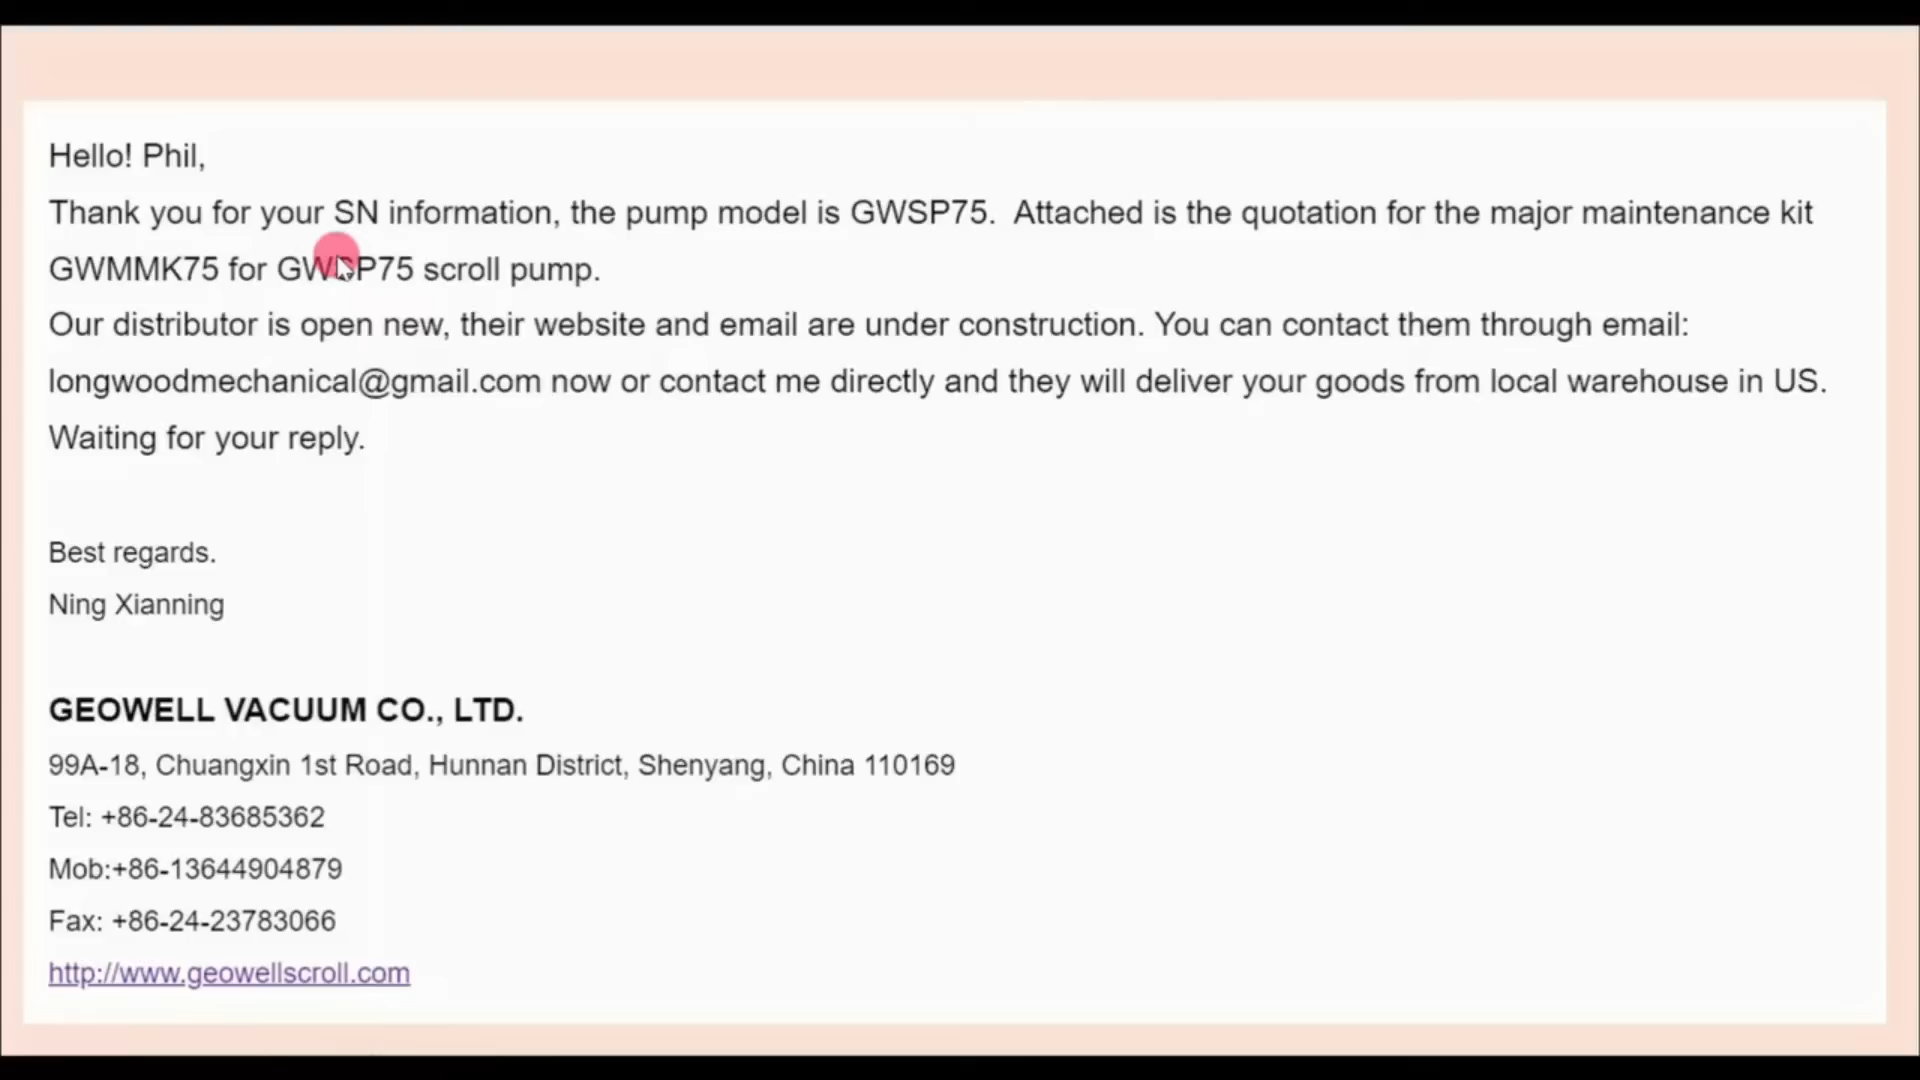 Hello! Phil,
Thank you for your SN information, the pump model is GWSP75.  Attached is the quotation for the major maintenance kit
GWMMK75 for GWSP75 scroll pump.
Our distributor is open new, their website and email are under construction. You can contact them through email:
longwoodmechanical@gmail.com now or contact me directly and they will deliver your goods from local warehouse in US.
Waiting for your reply.
Best regards.
Ning Xianning
GEOWELL VACUUM CO., LTD.
99A-18, Chuangxin 1st Road, Hunnan District, Shenyang, China 110169
Tel: +86-24-83685362
Mob:+86-13644904879
Fax: +86-24-23783066
http://www.geowellscroll.com